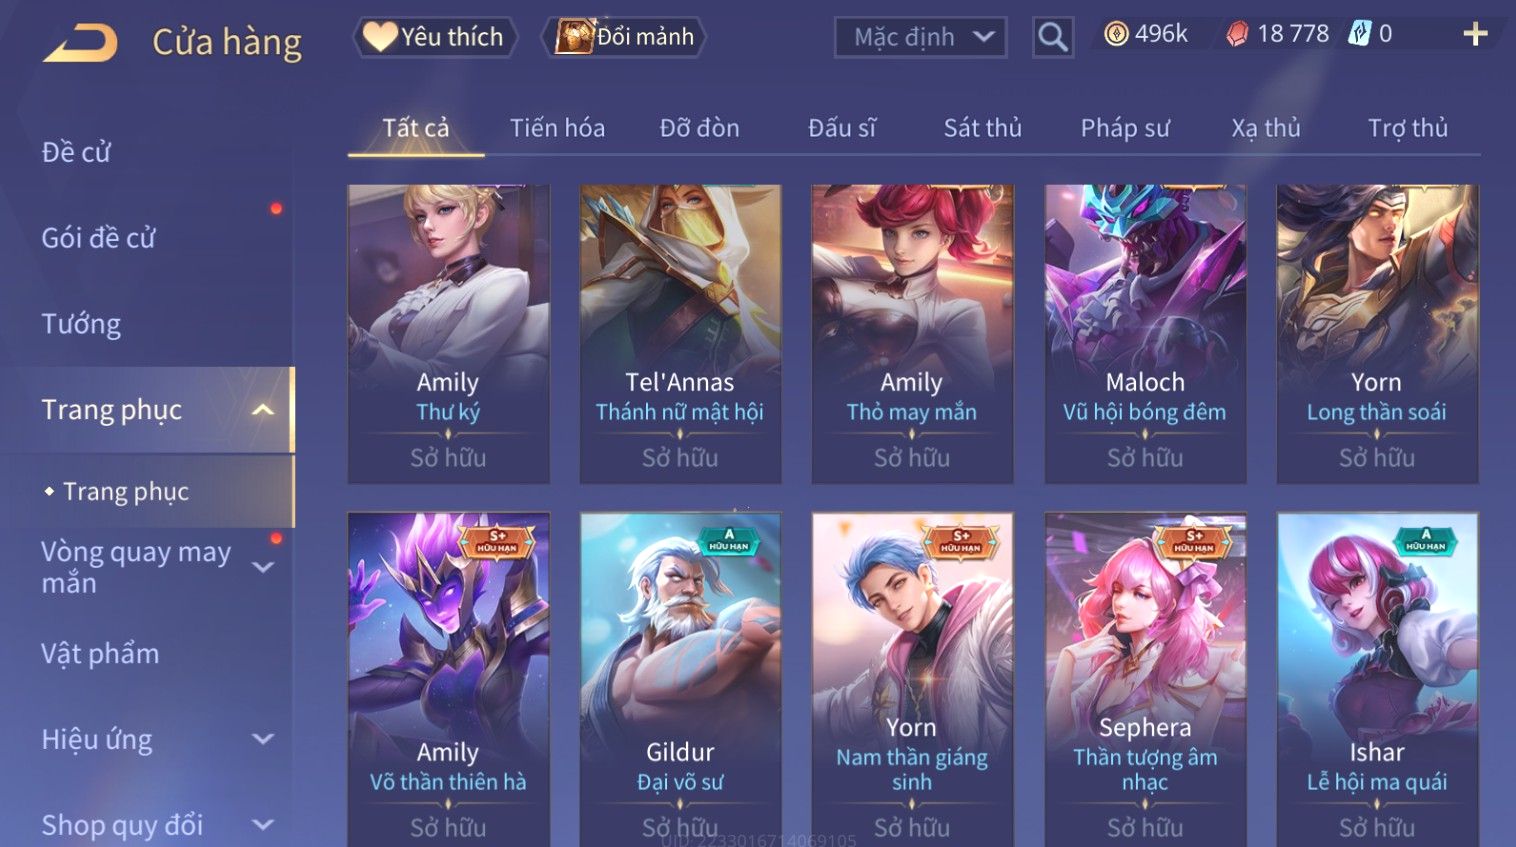 Cửa hàng
Yêu thích
Đổi mảnh
Mặc định
496k
18 778
0
Đề cử
Gói đề cử
Tướng
Trang phục
Trang phục
Vòng quay may
mắn
Vật phẩm
Hiệu ứng
Shop quy đổi
Tất cả
Tiến hóa
Đỡ đòn
Đấu sĩ
Sát thủ
Pháp sư
Xạ thủ
Trợ thủ
Amily
Thư ký
Sở hữu
Tel'Annas
Thánh nữ mật hội
Sở hữu
Amily
Thỏ may mắn
Sở hữu
Maloch
Vũ hội bóng đêm
Sở hữu
Yorn
Long thần soái
Sở hữu
S+
HỮU HẠN
Amily
Võ thần thiên hà
Sở hữu
A
HỮU HẠN
Gildur
Đại võ sư
Sở hữu
S+
HỮU HẠN
Yorn
Nam thần giáng
sinh
Sở hữu
S+
HỮU HẠN
Sephera
Thần tượng âm
nhạc
Sở hữu
A
HỮU HẠN
Ishar
Lễ hội ma quái
Sở hữu
UID: 2233016714069105